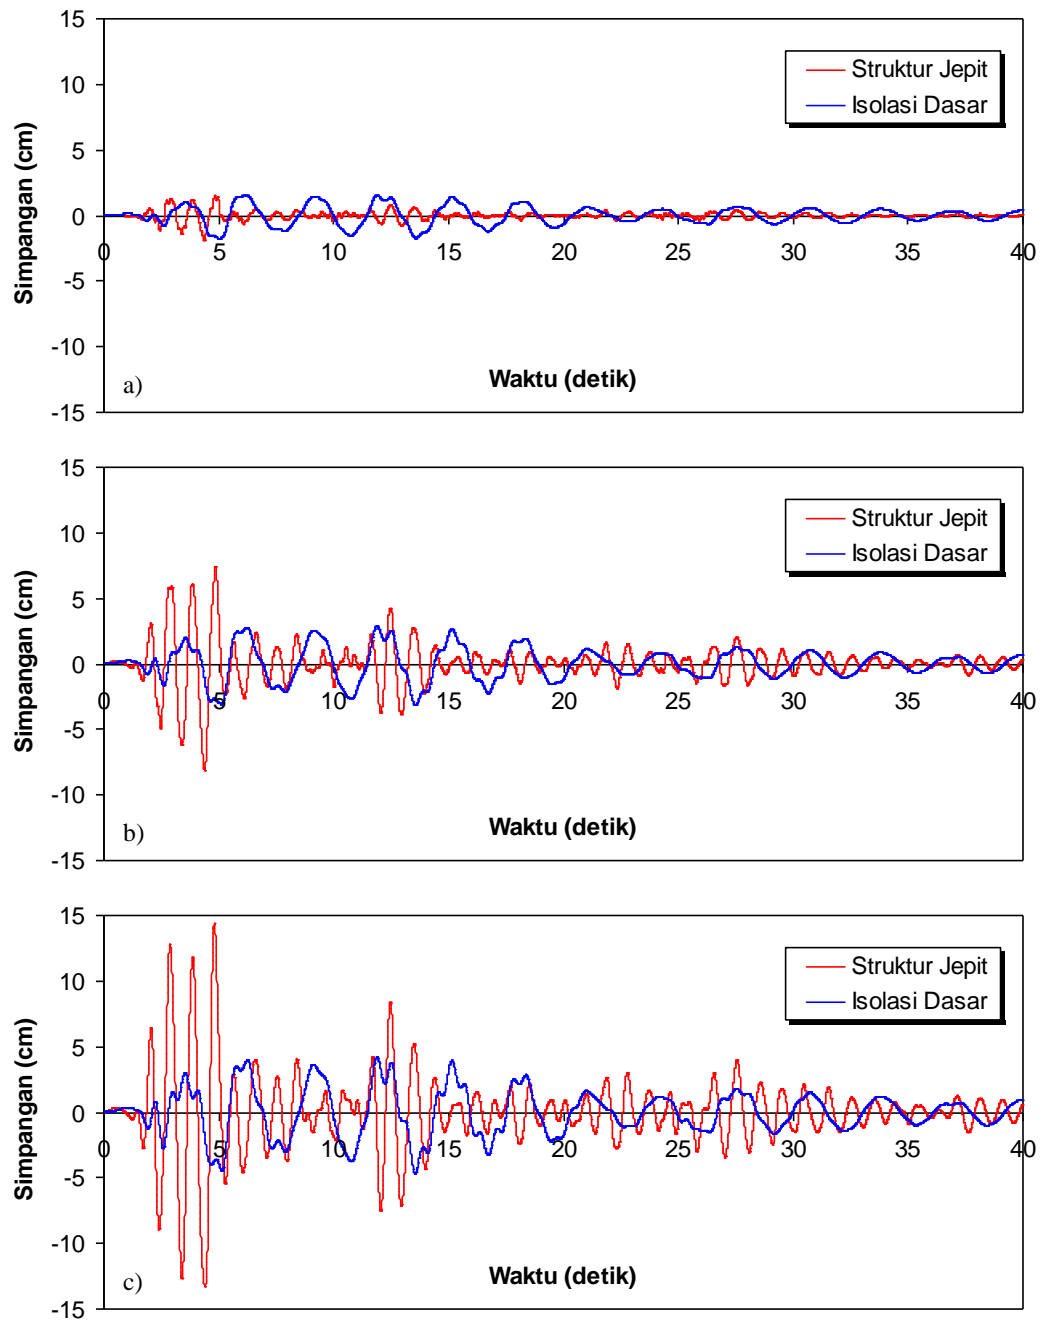 15
10
5
0
-5
-10
-15
Simpangan (cm)
Struktur Jepit
Isolasi Dasar
0 5 10 15 20 25 30 35 40
Waktu (detik)
a)
15
10
5
0
-5
-10
-15
Simpangan (cm)
Struktur Jepit
Isolasi Dasar
0 5 10 15 20 25 30 35 40
Waktu (detik)
b)
15
10
5
0
-5
-10
-15
Simpangan (cm)
Struktur Jepit
Isolasi Dasar
0 5 10 15 20 25 30 35 40
Waktu (detik)
c)